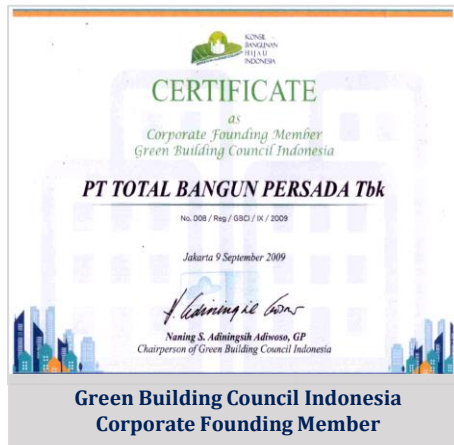 KONSIL
BANGUNAN
HIJAU
INDONESIA
CERTIFICATE
as
Corporate Founding Member
Green Building Council Indonesia
PT TOTAL BANGUN PERSADA Tbk
No. 008 / Reg / GBCI / IX / 2009
Jakarta 9 September 2009
Naning S. Adiningsih Adiwoso, GP
Chairperson of Green Building Council Indonesia
Green Building Council Indonesia
Corporate Founding Member